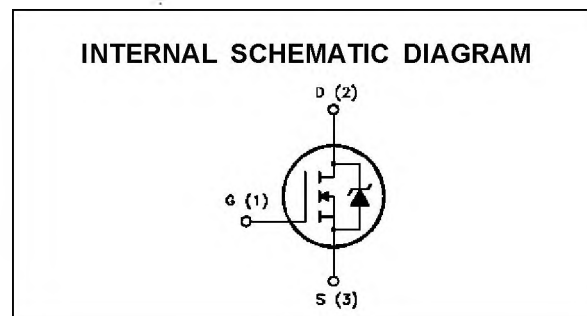 INTERNAL SCHEMATIC DIAGRAM
D (2)
G (1)
S (3)